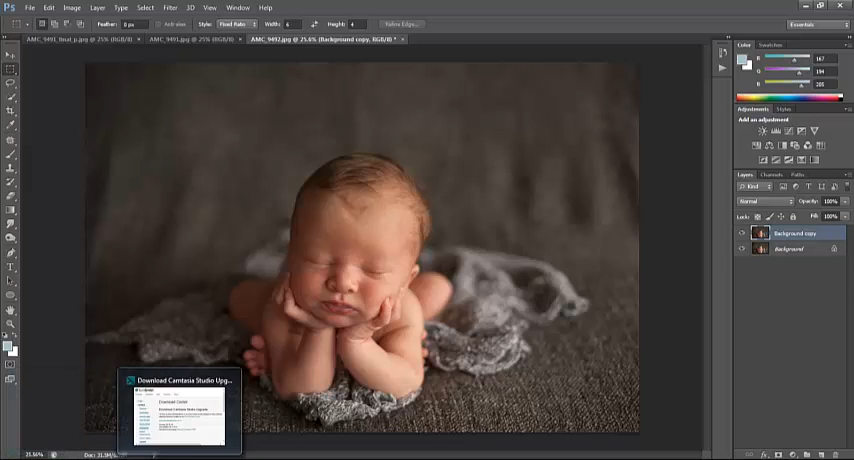 Ps File Edit Image Layer Type Select Filter 3D View Window Help
Feather: 0 px Anti-alias Style: Fixed Ratio Width: 6 Height: 4 Refine Edge... Essentials
AMC_9491_final_p.jpg @ 25% (RGB/8) × AMC_9491.jpg @ 25% (RGB/8) × AMC_9492.jpg @ 25.6% (Background copy, RGB/8) * ×
Color Swatches
R 167
G 194
B 205
Adjustments Styles
Add an adjustment
Layers Channels Paths
Kind
Normal Opacity: 100%
Lock: Fill: 100%
Background copy
Background
Download Camtasia Studio Upg...
25.56% Doc: 31.5M/6